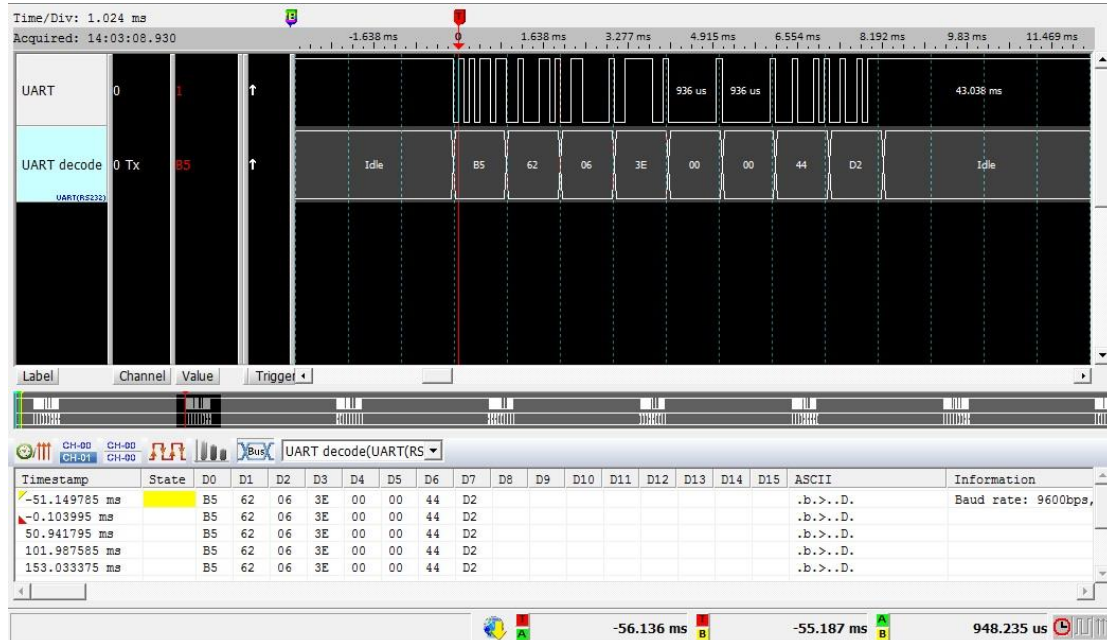 Time/Div: 1.024 ms
Acquired: 14:03:08.930
B T
-1.638 ms 0 1.638 ms 3.277 ms 4.915 ms 6.554 ms 8.192 ms 9.83 ms 11.469 ms
UART 0 1 936 us 936 us 43.038 ms
UART decode 0 Tx B5 Idle B5 62 06 3E 00 00 44 D2 Idle
UART(RS232)
Label Channel Value Trigger
CH-00 CH-00
CH-01 CH-00
Bus UART decode(UART(RS
Timestamp State D0 D1 D2 D3 D4 D5 D6 D7 D8 D9 D10 D11 D12 D13 D14 D15 ASCII Information
-51.149785 ms B5 62 06 3E 00 00 44 D2 .b.>..D. Baud rate: 9600bps,
-0.103995 ms B5 62 06 3E 00 00 44 D2 .b.>..D.
50.941795 ms B5 62 06 3E 00 00 44 D2 .b.>..D.
101.987585 ms B5 62 06 3E 00 00 44 D2 .b.>..D.
153.033375 ms B5 62 06 3E 00 00 44 D2 .b.>..D.
T A -56.136 ms T B -55.187 ms A B 948.235 us